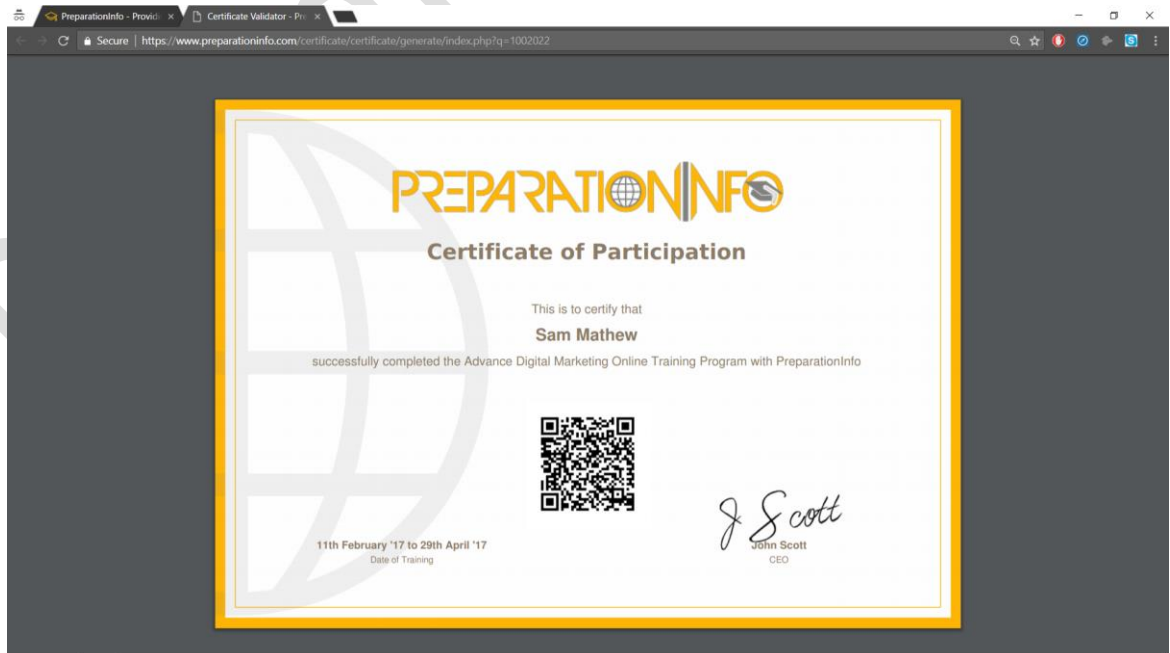 PreparationInfo - Provid
Certificate Validator - Pre
Secure | https://www.preparationinfo.com/certificate/certificate/generate/index.php?q=1002022
PREPARATIONINFO
Certificate of Participation
This is to certify that
Sam Mathew
successfully completed the Advance Digital Marketing Online Training Program with PreparationInfo
J Scott
11th February '17 to 29th April '17
John Scott
Date of Training
CEO